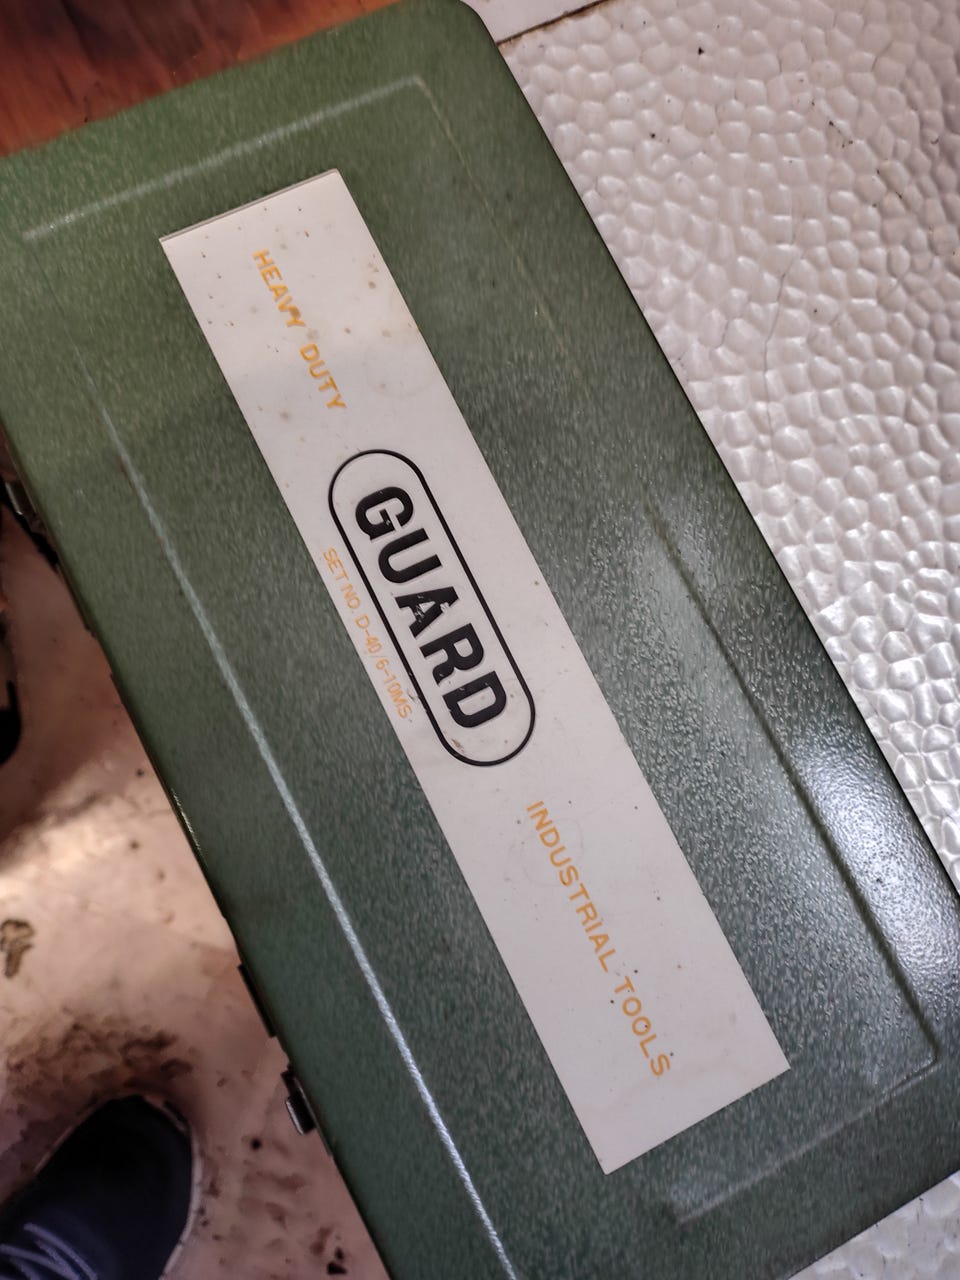 HEAVY DUTY
GUARD
SET NO. D-40/6-10MS
INDUSTRIAL TOOLS